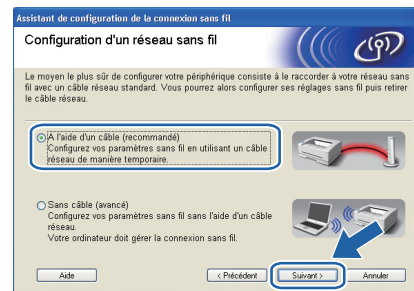 Assistant de configuration de la connexion sans fil
Configuration d'un réseau sans fil
Le moyen le plus sûr de configurer votre périphérique consiste à le raccorder à votre réseau sans
fil avec un câble réseau standard. Vous pourrez alors configurer ses réglages sans fil puis retirer
le câble réseau.
A l'aide d'un câble (recommandé)
Configurez vos paramètres sans fil en utilisant un câble
réseau de manière temporaire.
Sans câble (avancé)
Configurez vos paramètres sans fil sans l'aide d'un câble
réseau.
Votre ordinateur doit gérer la connexion sans fil.
Aide
< Précédent
Suivant >
Annuler